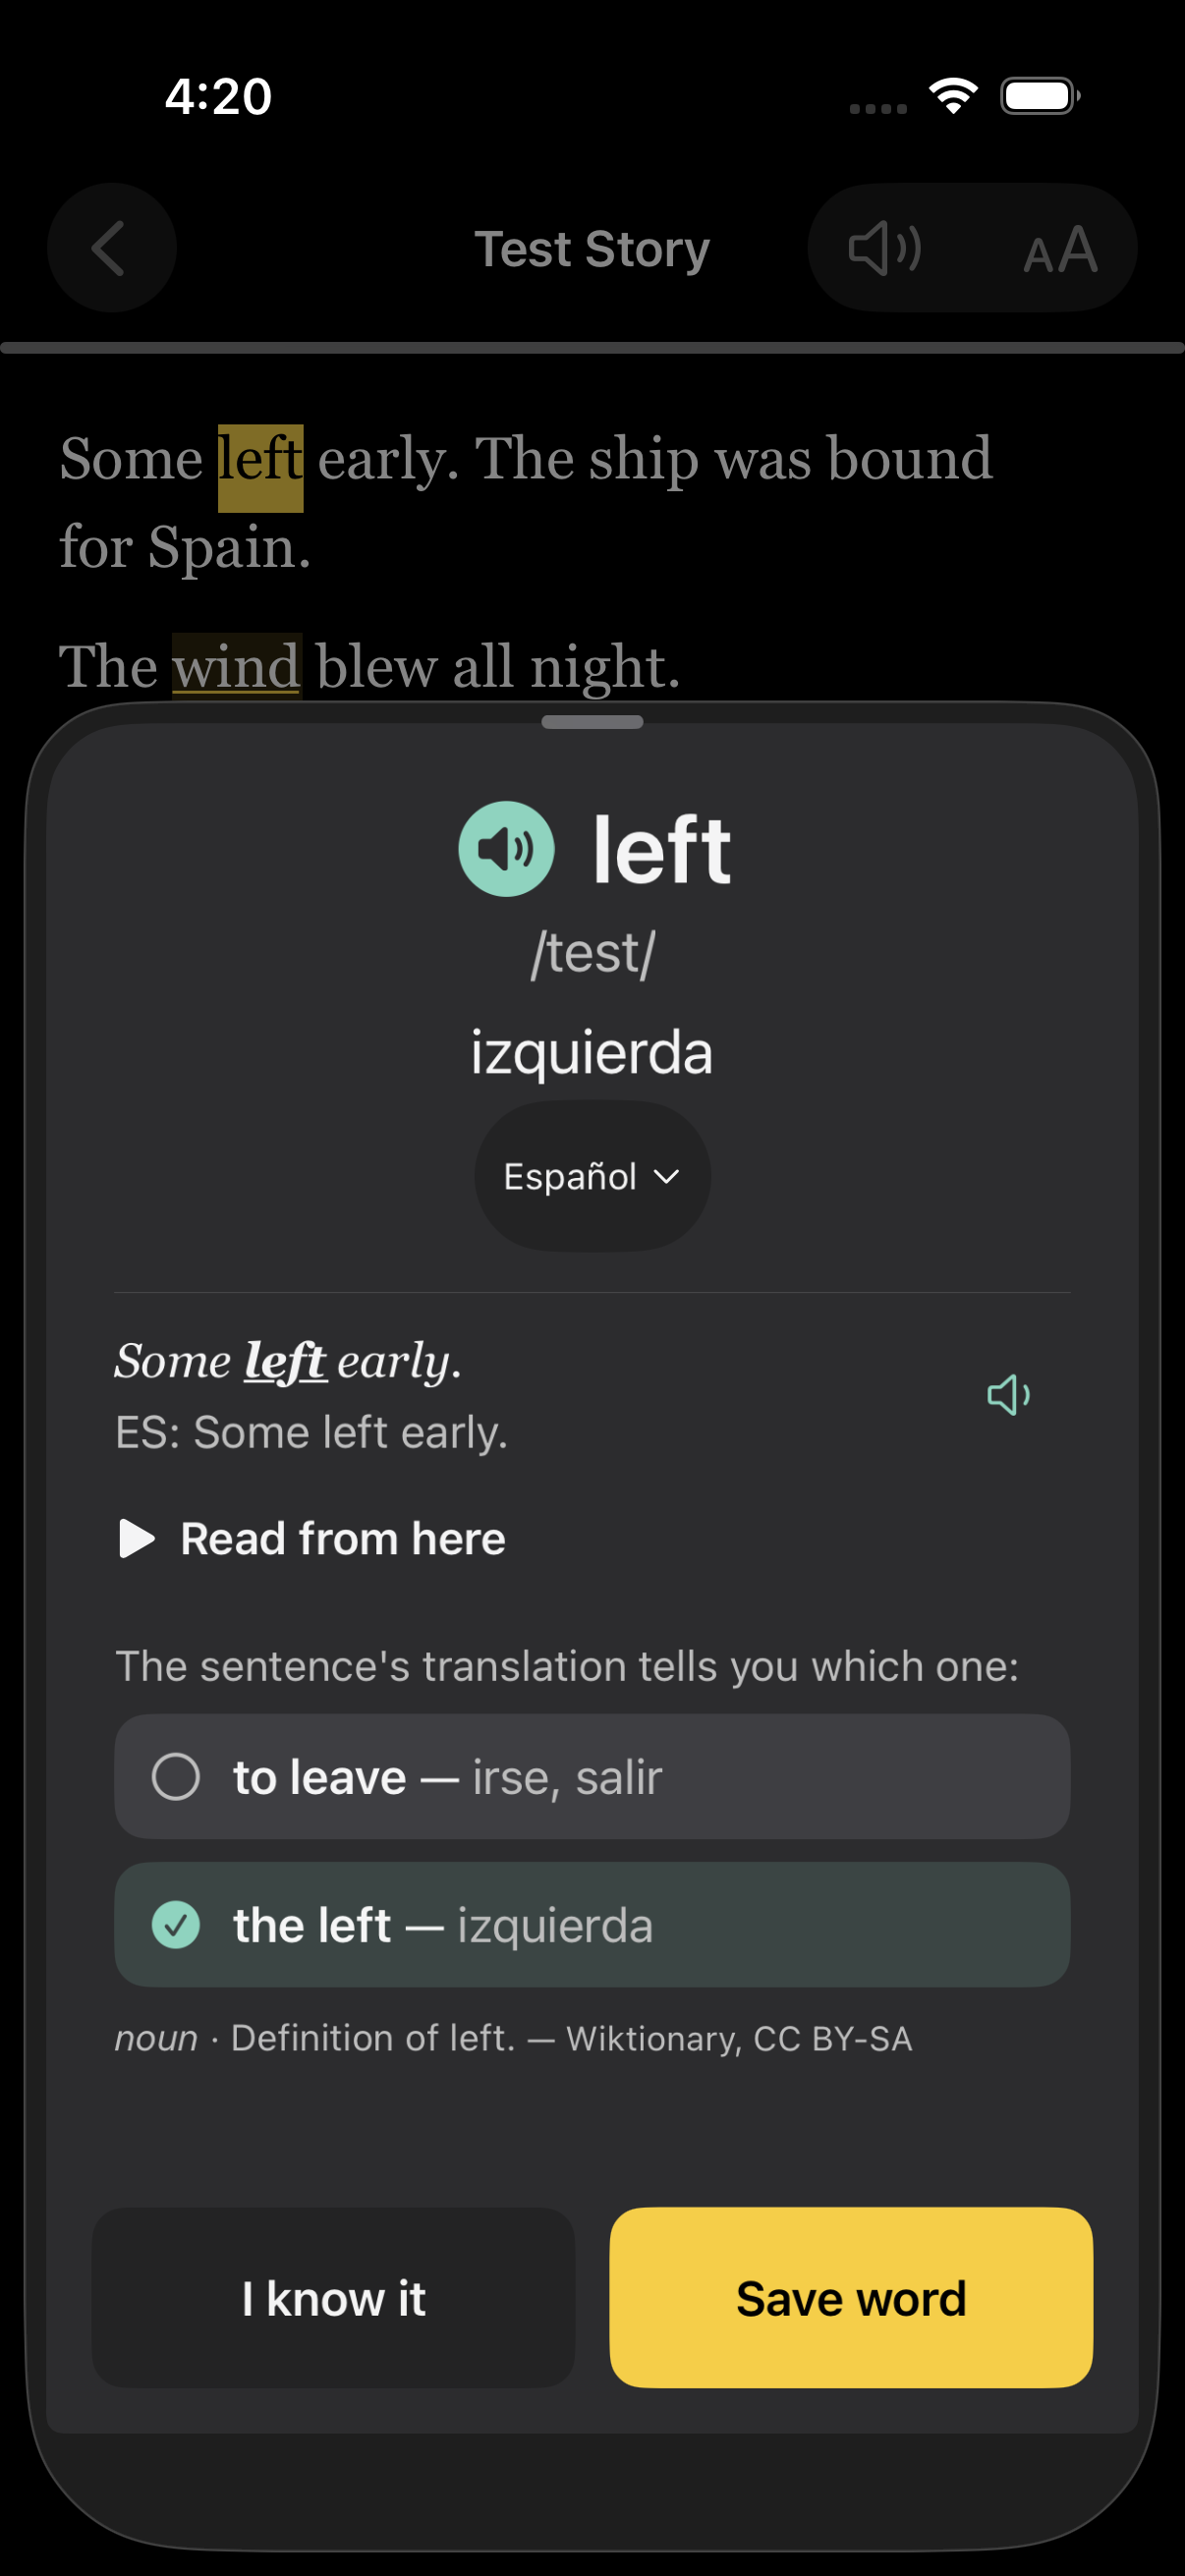 4:20
Test Story
AA
Some left early. The ship was bound
for Spain.
The wind blew all night.
left
/test/
izquierda
Español
Some left early.
ES: Some left early.
Read from here
The sentence's translation tells you which one:
to leave — irse, salir
the left — izquierda
noun · Definition of left. — Wiktionary, CC BY-SA
I know it
Save word